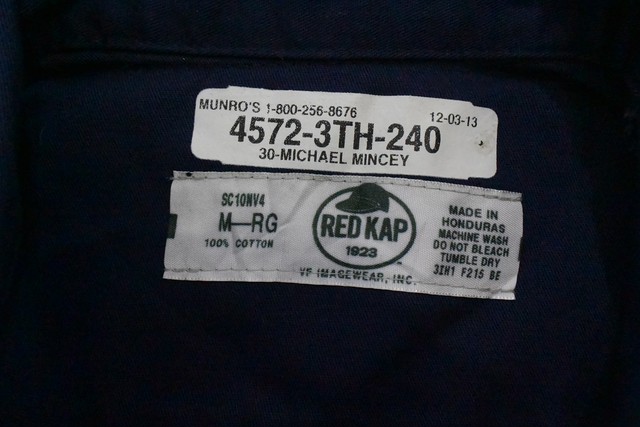 MUNRO'S 1-800-256-8676 12-03-13
4572-3TH-240
30-MICHAEL MINCEY
SC10NV4
M-RG
100% COTTON
RED KAP
1923
VF IMAGEWEAR, INC.
MADE IN
HONDURAS
MACHINE WASH
DO NOT BLEACH
TUMBLE DRY
3IH1 F215 BE